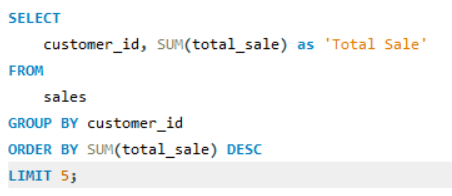 SELECT
    customer_id, SUM(total_sale) as 'Total Sale'
FROM
    sales
GROUP BY customer_id
ORDER BY SUM(total_sale) DESC
LIMIT 5;